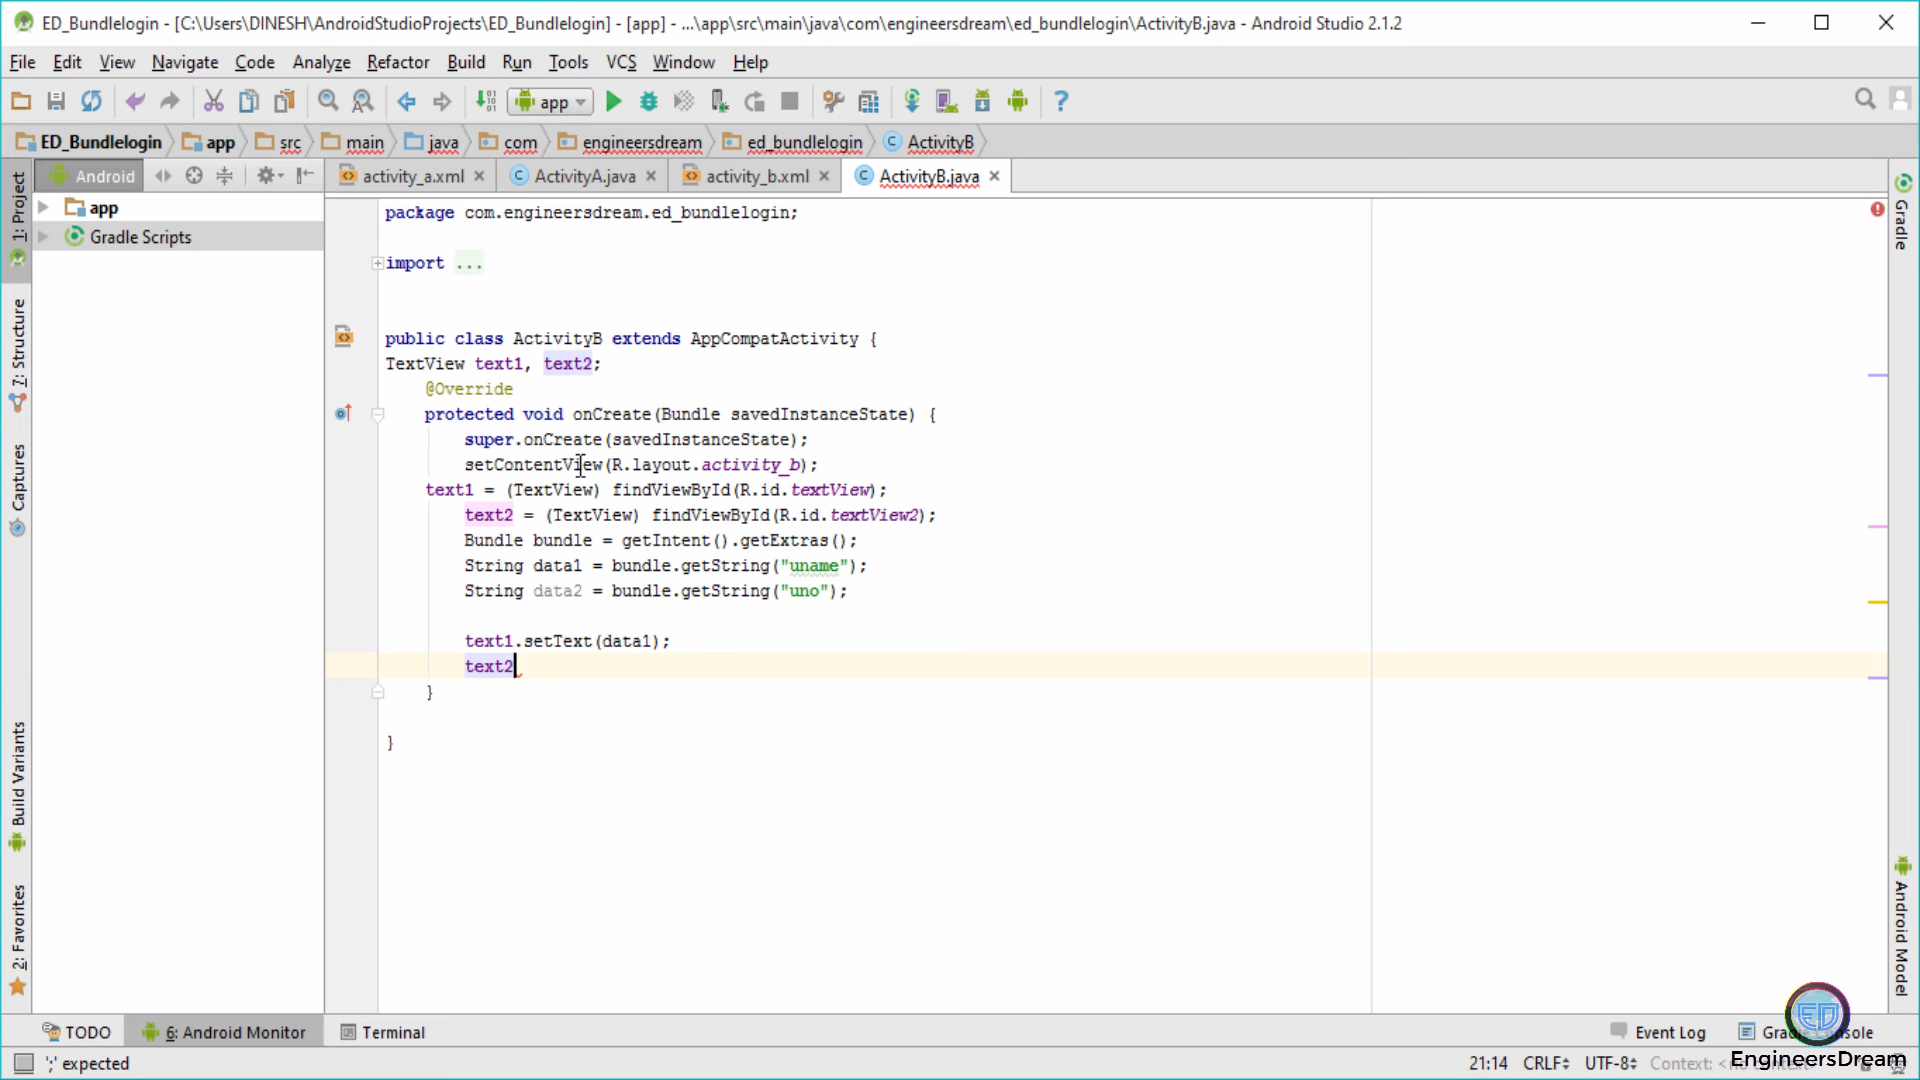 ED_Bundlelogin - [C:\Users\DINESH\AndroidStudioProjects\ED_Bundlelogin] - [app] - ...\app\src\main\java\com\engineersdream\ed_bundlelogin\ActivityB.java - Android Studio 2.1.2
File Edit View Navigate Code Analyze Refactor Build Run Tools VCS Window Help
app
ED_Bundlelogin app src main java com engineersdream ed_bundlelogin ActivityB
Android
activity_a.xml ActivityA.java activity_b.xml ActivityB.java
app
Gradle Scripts
1: Project
7: Structure
Captures
Build Variants
2: Favorites
package com.engineersdream.ed_bundlelogin;
import ...
public class ActivityB extends AppCompatActivity {
TextView text1, text2;
@Override
protected void onCreate(Bundle savedInstanceState) {
super.onCreate(savedInstanceState);
setContentView(R.layout.activity_b);
text1 = (TextView) findViewById(R.id.textView);
text2 = (TextView) findViewById(R.id.textView2);
Bundle bundle = getIntent().getExtras();
String data1 = bundle.getString("uname");
String data2 = bundle.getString("uno");
text1.setText(data1);
text2
}
}
Gradle
Android Model
TODO 6: Android Monitor Terminal Event Log
ED
';' expected 21:14 CRLF UTF-8 Context:
EngineersDream